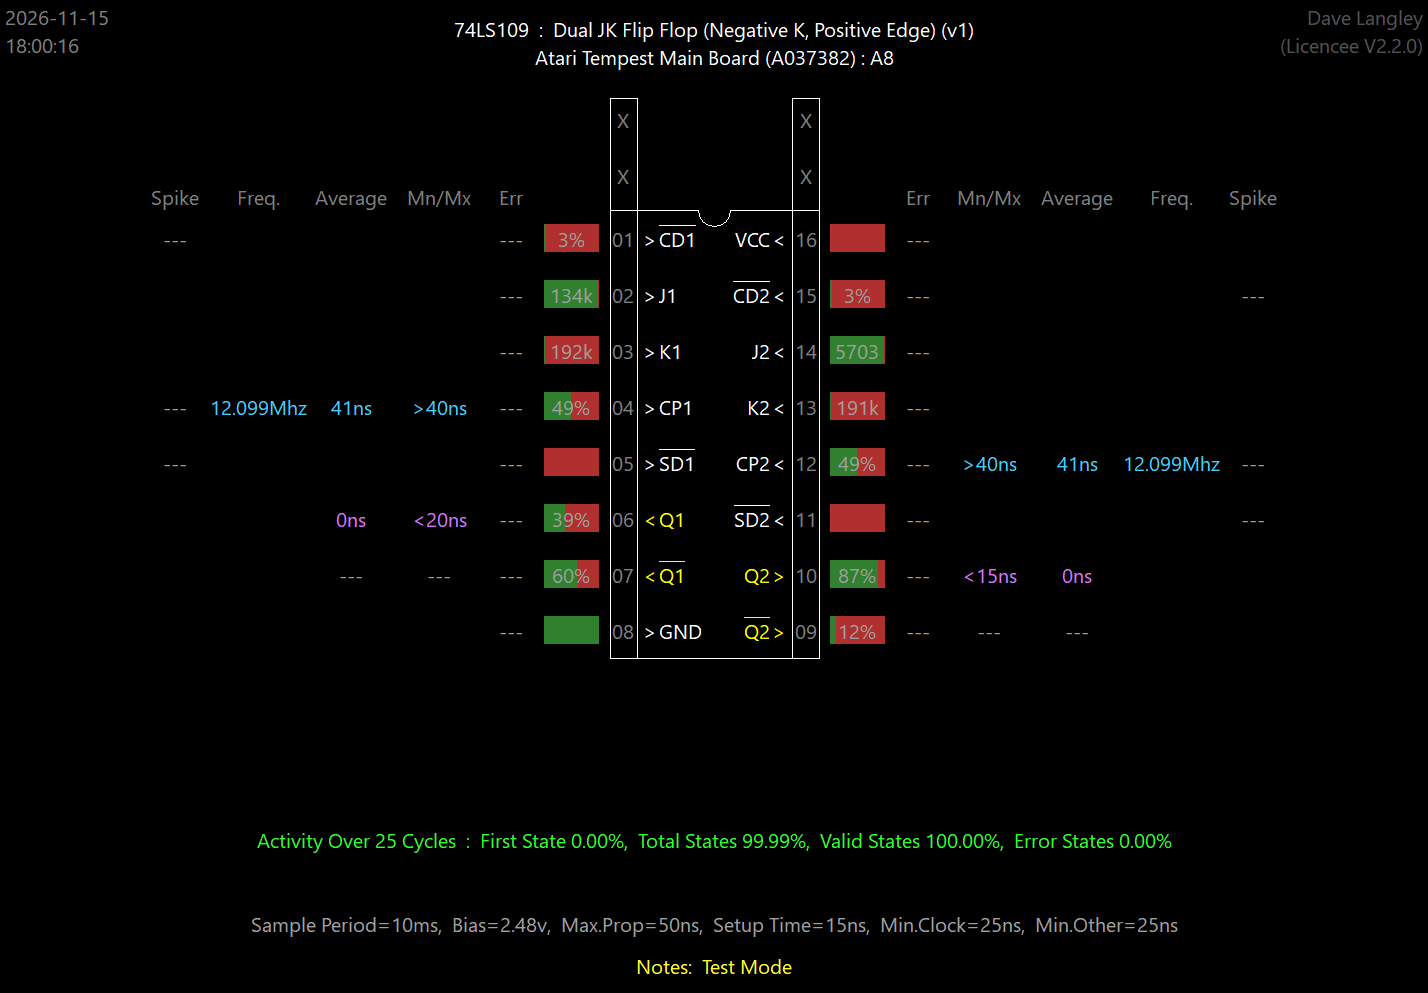 2026-11-15
18:00:16
74LS109 : Dual JK Flip Flop (Negative K, Positive Edge) (v1)
Atari Tempest Main Board (A037382) : A8
Dave Langley
(Licencee V2.2.0)
X X
X X
Spike Freq. Average Mn/Mx Err Err Mn/Mx Average Freq. Spike
--- --- 3% 01 >CD1 VCC< 16 ---
--- 134k 02 >J1 CD2< 15 3% --- ---
--- 192k 03 >K1 J2< 14 5703 ---
--- 12.099Mhz 41ns >40ns --- 49% 04 >CP1 K2< 13 191k ---
--- --- 05 >SD1 CP2< 12 49% --- >40ns 41ns 12.099Mhz ---
0ns <20ns --- 39% 06 <Q1 SD2< 11 --- ---
--- --- --- 60% 07 <Q1 Q2> 10 87% --- <15ns 0ns
--- 08 >GND Q2> 09 12% --- --- ---
Activity Over 25 Cycles : First State 0.00%, Total States 99.99%, Valid States 100.00%, Error States 0.00%
Sample Period=10ms, Bias=2.48v, Max.Prop=50ns, Setup Time=15ns, Min.Clock=25ns, Min.Other=25ns
Notes: Test Mode